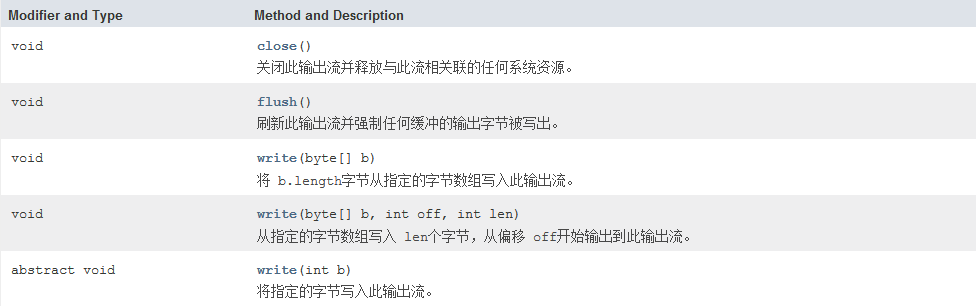 Modifier and Type Method and Description
void close()
关闭此输出流并释放与此流相关联的任何系统资源。
void flush()
刷新此输出流并强制任何缓冲的输出字节被写出。
void write(byte[] b)
将 b.length字节从指定的字节数组写入此输出流。
void write(byte[] b, int off, int len)
从指定的字节数组写入 len个字节，从偏移 off开始输出到此输出流。
abstract void write(int b)
将指定的字节写入此输出流。